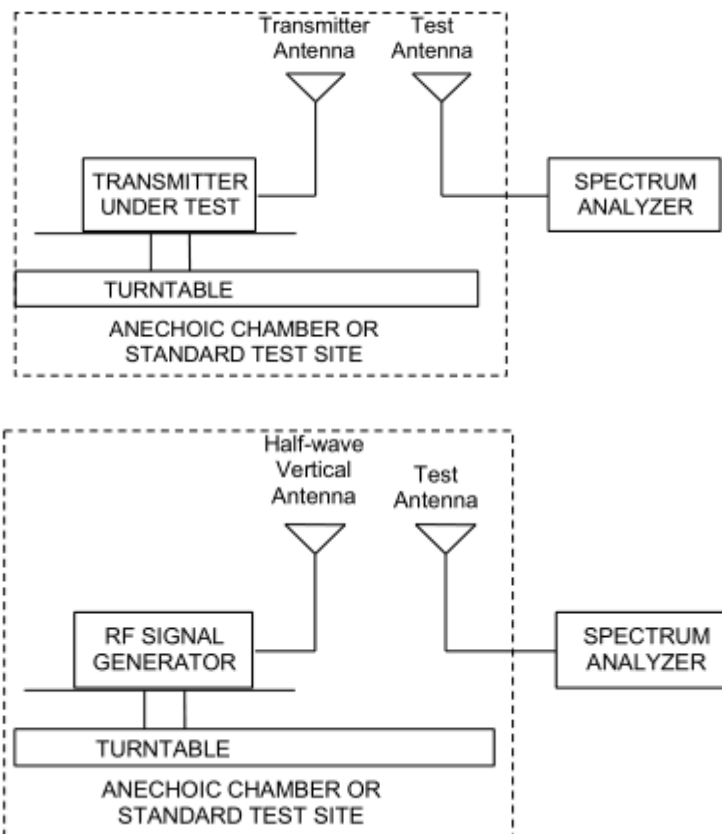 Transmitter
Antenna
Test
Antenna
TRANSMITTER
UNDER TEST
SPECTRUM
ANALYZER
TURNTABLE
ANECHOIC CHAMBER OR
STANDARD TEST SITE
Half-wave
Vertical
Antenna
Test
Antenna
RF SIGNAL
GENERATOR
SPECTRUM
ANALYZER
TURNTABLE
ANECHOIC CHAMBER OR
STANDARD TEST SITE